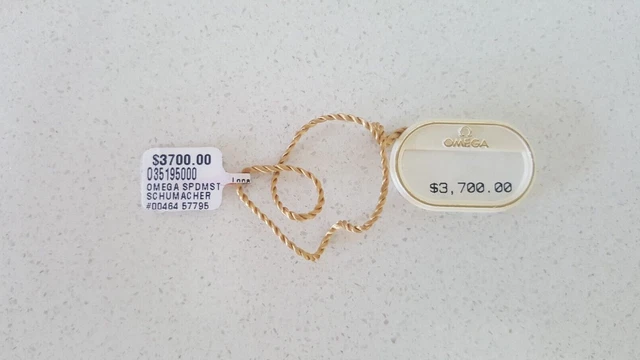 $3700.00
035195000
OMEGA SPDMST
SCHUMACHER
#00464 57795
OMEGA
$3,700.00